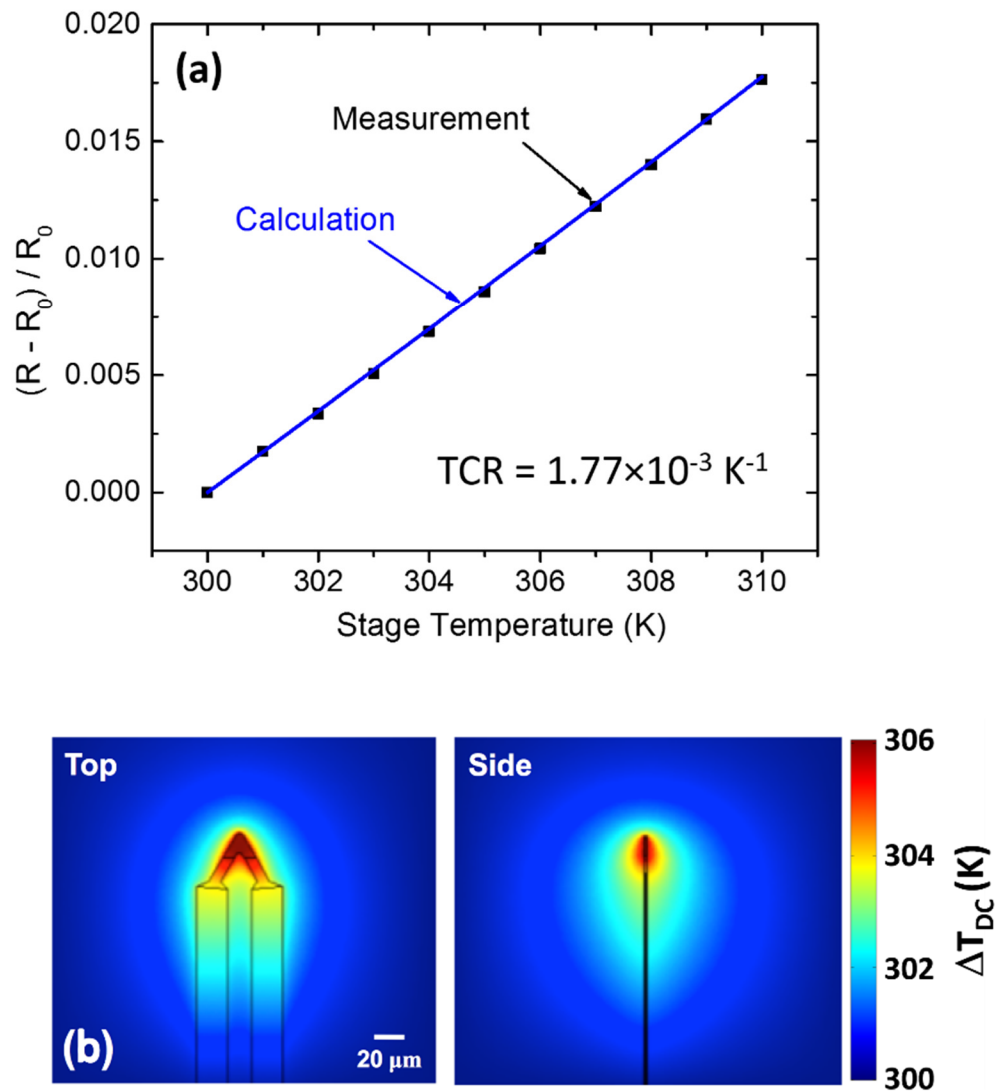 (a)
0.020
0.015
0.010
0.005
0.000
(R - R₀) / R₀
Measurement
Calculation
TCR = 1.77×10⁻³ K⁻¹
300 302 304 306 308 310
Stage Temperature (K)
Top
Side
(b)
20 µm
306
304
302
300
ΔT_DC (K)